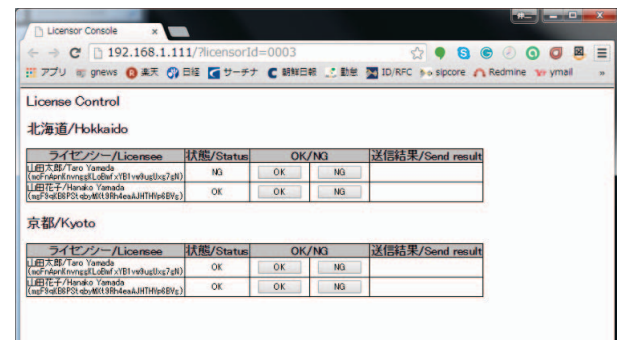 Licensor Console
192.168.1.111/?licensorId=0003
アプリ gnews 楽天 日経 サーチナ 朝鮮日報 勤怠 ID/RFC sipcore Redmine ymail »
License Control
北海道/Hokkaido
ライセンシー/Licensee 状態/Status OK/NG 送信結果/Send result
山田太郎/Taro Yamada NG OK NG
山田花子/Hanako Yamada OK OK NG
京都/Kyoto
ライセンシー/Licensee 状態/Status OK/NG 送信結果/Send result
山田太郎/Taro Yamada OK OK NG
山田花子/Hanako Yamada OK OK NG